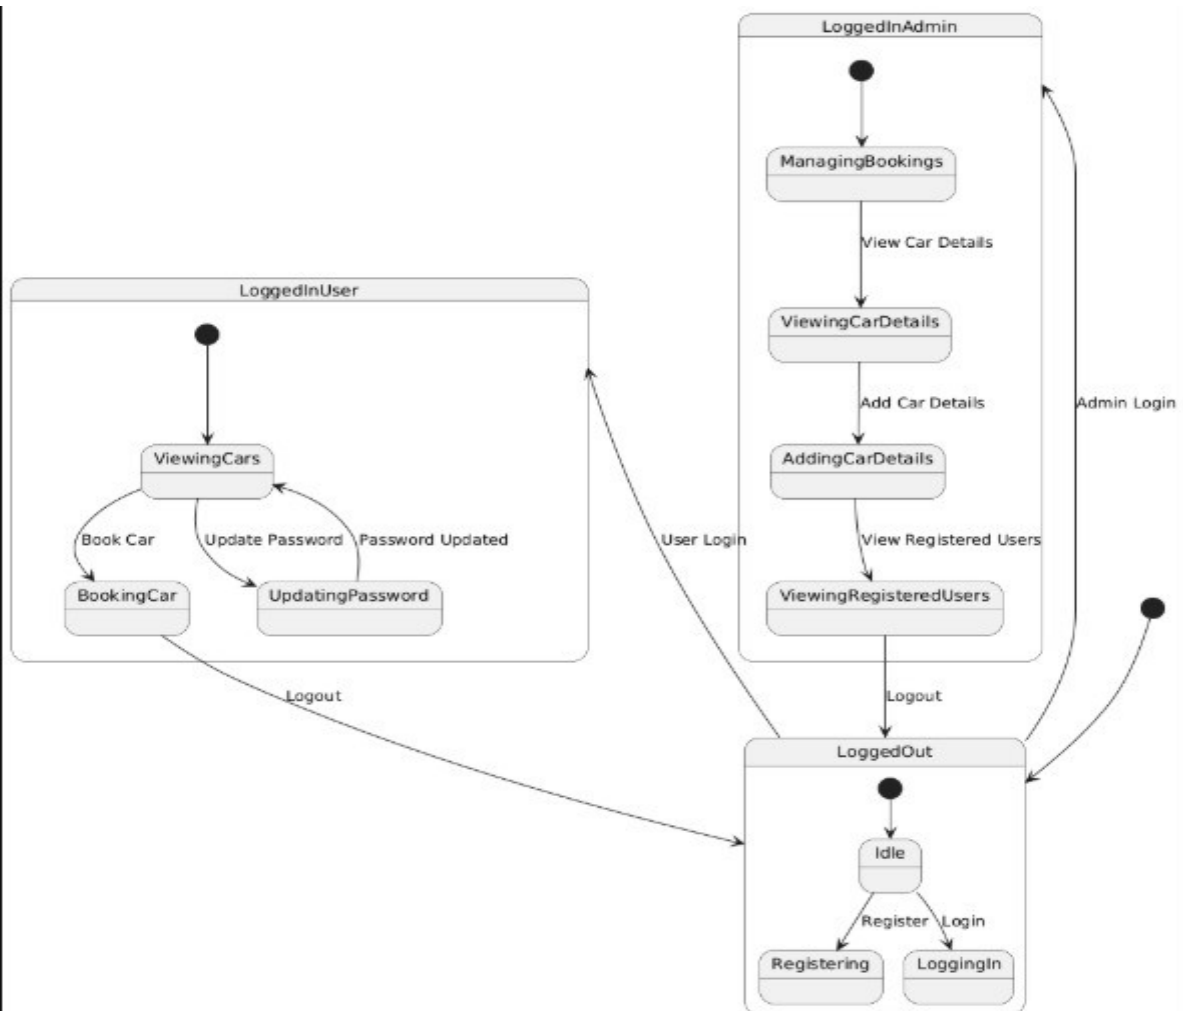 LoggedInAdmin
ManagingBookings
View Car Details
ViewingCarDetails
Add Car Details
Admin Login
AddingCarDetails
View Registered Users
ViewingRegisteredUsers
LoggedInUser
ViewingCars
Book Car
Update Password
Password Updated
User Login
BookingCar
UpdatingPassword
Logout
Logout
LoggedOut
Idle
Register
Login
Registering
LoggingIn